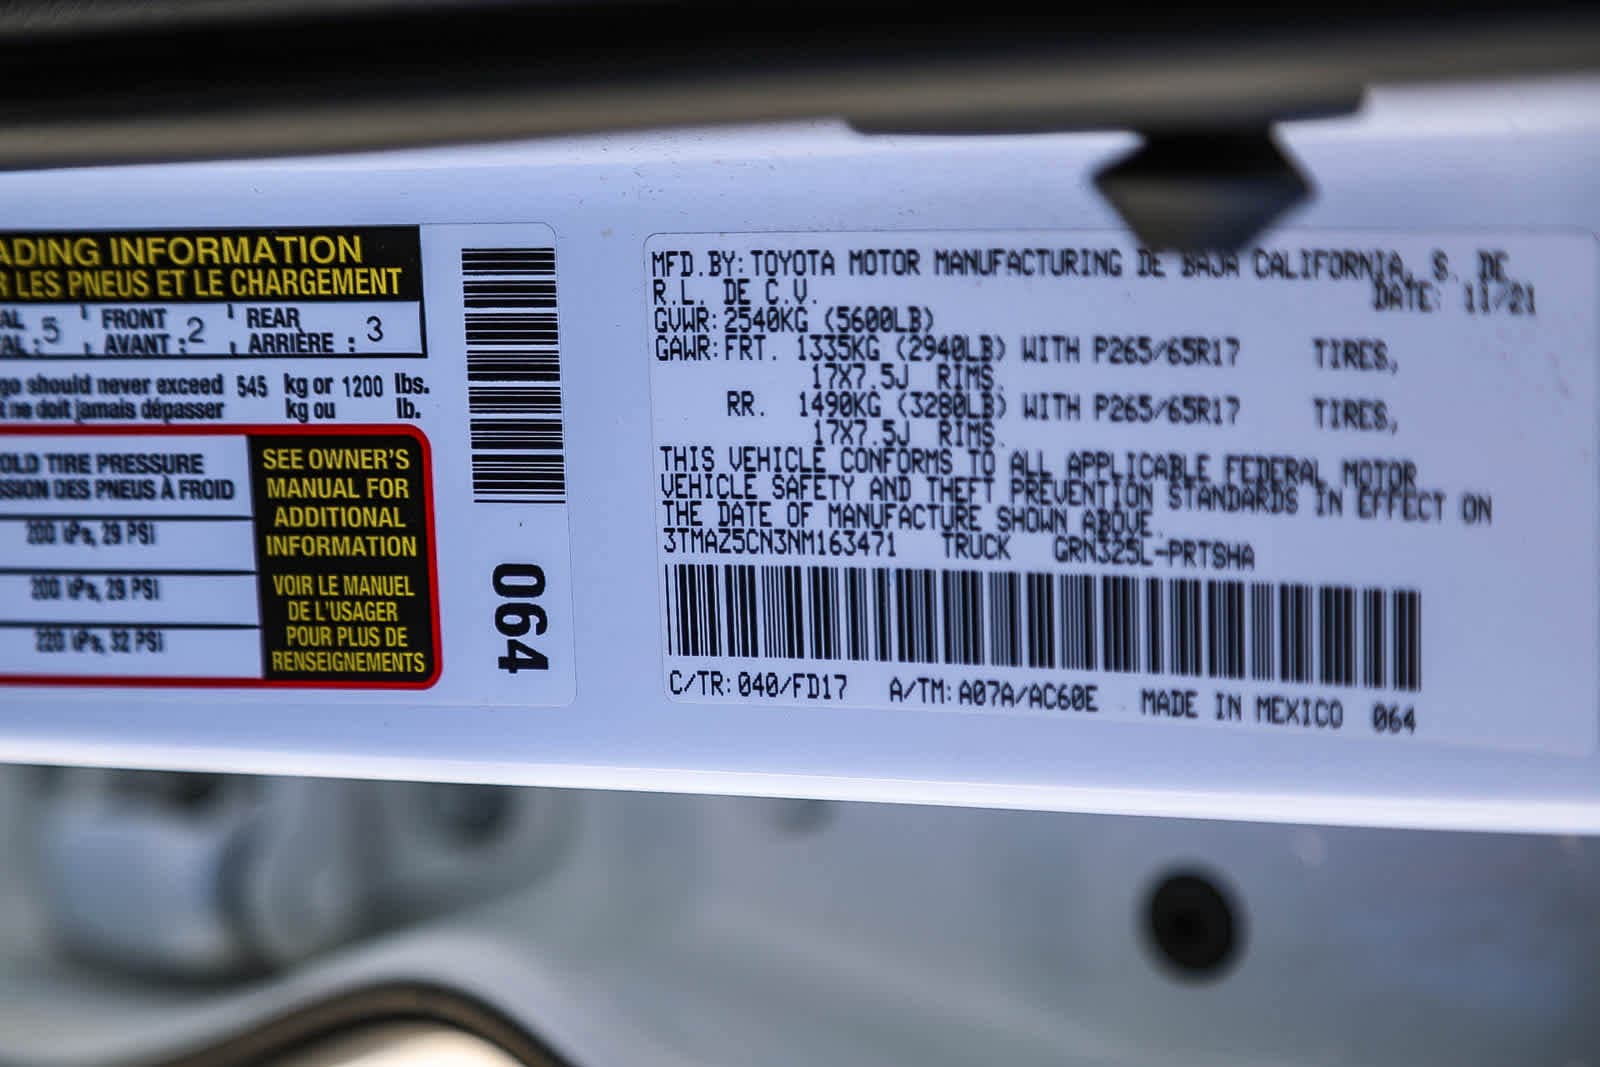 ADING INFORMATION
R LES PNEUS ET LE CHARGEMENT
AL 5 FRONT 2 REAR 3
AL : AVANT : ARRIÈRE :
go should never exceed 545 kg or 1200 lbs.
t ne doit jamais dépasser kg ou lb.
OLD TIRE PRESSURE
SSION DES PNEUS À FROID
200 kPa, 29 PSI
200 kPa, 29 PSI
220 kPa, 32 PSI
SEE OWNER'S
MANUAL FOR
ADDITIONAL
INFORMATION
VOIR LE MANUEL
DE L'USAGER
POUR PLUS DE
RENSEIGNEMENTS
064
MFD.BY:TOYOTA MOTOR MANUFACTURING DE BAJA CALIFORNIA, S. DE
R.L. DE C.V. DATE: 11/21
GVWR:2540KG (5600LB)
GAWR:FRT. 1335KG (2940LB) WITH P265/65R17 TIRES,
17X7.5J RIMS.
RR. 1490KG (3280LB) WITH P265/65R17 TIRES,
17X7.5J RIMS.
THIS VEHICLE CONFORMS TO ALL APPLICABLE FEDERAL MOTOR
VEHICLE SAFETY AND THEFT PREVENTION STANDARDS IN EFFECT ON
THE DATE OF MANUFACTURE SHOWN ABOVE.
3TMAZ5CN3NM163471 TRUCK GRN325L-PRTSHA
C/TR:040/FD17 A/TM:A07A/AC60E MADE IN MEXICO 064